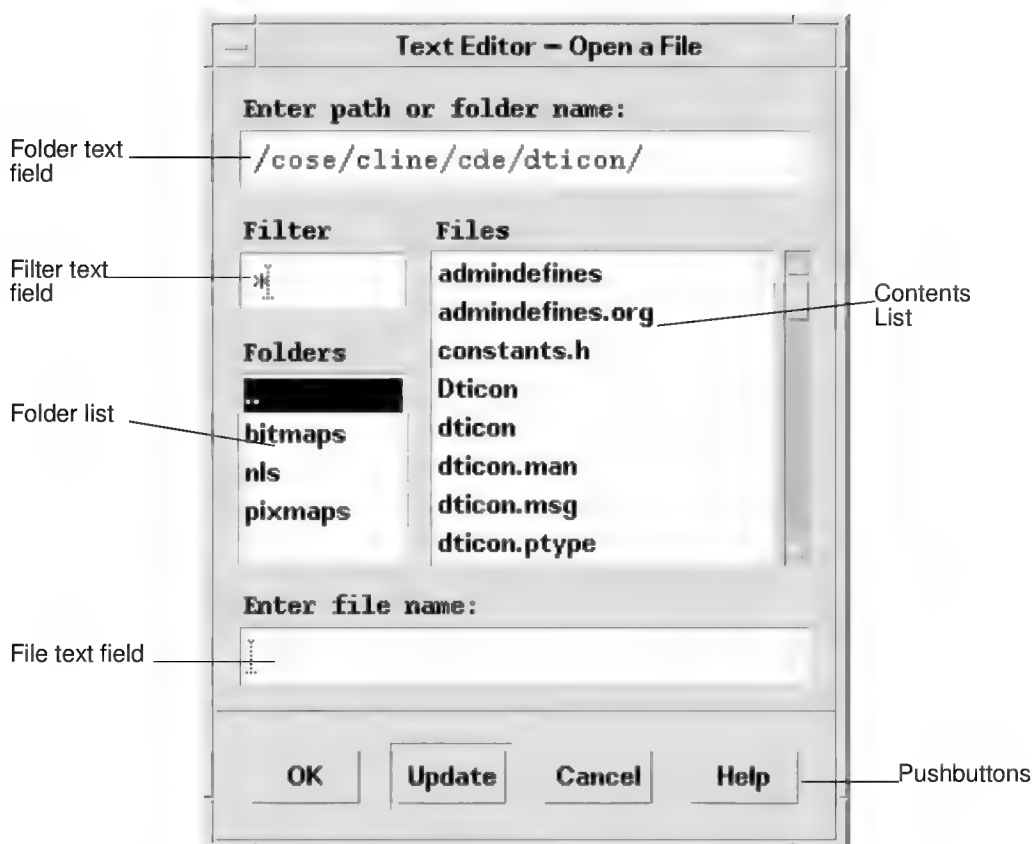 Text Editor – Open a File
Enter path or folder name:
Folder text
field
/cose/cline/cde/dticon/
Filter
Files
Filter text
field
*
admindefines
admindefines.org
constants.h
Dticon
dticon
dticon.man
dticon.msg
dticon.ptype
Contents
List
Folders
..
bitmaps
nls
pixmaps
Folder list
Enter file name:
File text field
OK
Update
Cancel
Help
Pushbuttons